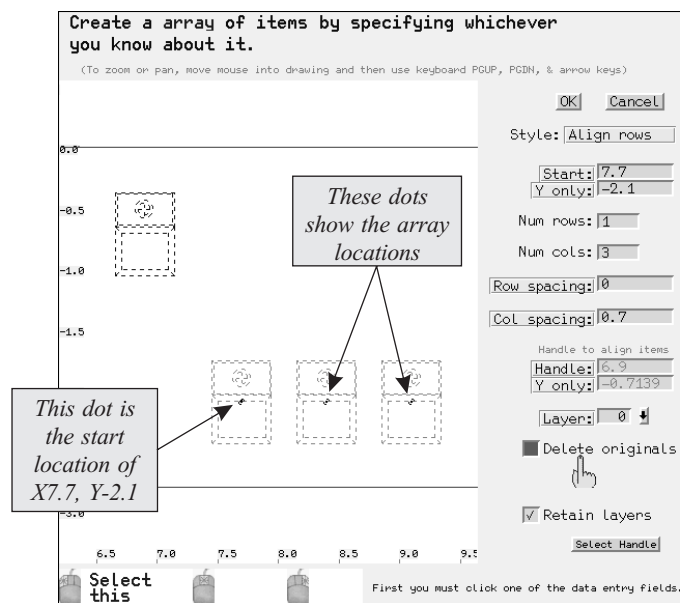 Create a array of items by specifying whichever
you know about it.
(To zoom or pan, move mouse into drawing and then use keyboard PGUP, PGDN, & arrow keys)
OK Cancel
Style: Align rows
Start: 7.7
Y only: -2.1
Num rows: 1
Num cols: 3
Row spacing: 0
Col spacing: 0.7
Handle to align items
Handle: 6.9
Y only: -0.7139
Layer: 0
Delete originals
Retain layers
Select Handle
0.0
-0.5
-1.0
-1.5
-3.0
These dots
show the array
locations
This dot is
the start
location of
X7.7, Y-2.1
6.5 7.0 7.5 8.0 8.5 9.0 9.5
Select
this
First you must click one of the data entry fields.